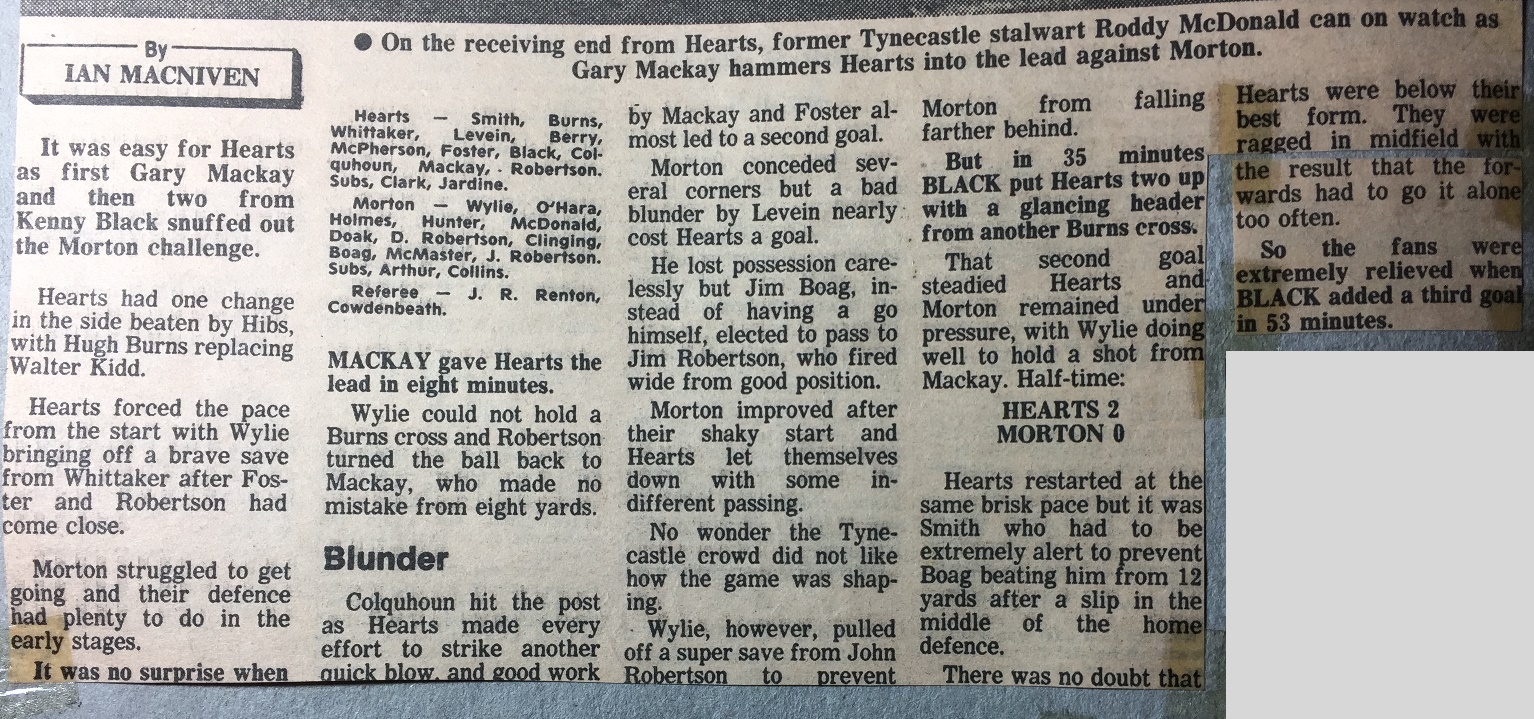 By
IAN MACNIVEN
● On the receiving end from Hearts, former Tynecastle stalwart Roddy McDonald can on watch as
Gary Mackay hammers Hearts into the lead against Morton.
It was easy for Hearts
as first Gary Mackay
and then two from
Kenny Black snuffed out
the Morton challenge.
Hearts had one change
in the side beaten by Hibs,
with Hugh Burns replacing
Walter Kidd.
Hearts forced the pace
from the start with Wylie
bringing off a brave save
from Whittaker after Fos-
ter and Robertson had
come close.
Morton struggled to get
going and their defence
had plenty to do in the
early stages.
It was no surprise when
Hearts — Smith, Burns,
Whittaker, Levein, Berry,
McPherson, Foster, Black, Col-
quhoun, Mackay, Robertson.
Subs, Clark, Jardine.
Morton — Wylie, O'Hara,
Holmes, Hunter, McDonald,
Doak, D. Robertson, Clinging,
Boag, McMaster, J. Robertson.
Subs, Arthur, Collins.
Referee — J. R. Renton,
Cowdenbeath.
MACKAY gave Hearts the
lead in eight minutes.
Wylie could not hold a
Burns cross and Robertson
turned the ball back to
Mackay, who made no
mistake from eight yards.
Blunder
Colquhoun hit the post
as Hearts made every
effort to strike another
quick blow, and good work
by Mackay and Foster al-
most led to a second goal.
Morton conceded sev-
eral corners but a bad
blunder by Levein nearly
cost Hearts a goal.
He lost possession care-
lessly but Jim Boag, in-
stead of having a go
himself, elected to pass to
Jim Robertson, who fired
wide from good position.
Morton improved after
their shaky start and
Hearts let themselves
down with some in-
different passing.
No wonder the Tyne-
castle crowd did not like
how the game was shap-
ing.
Wylie, however, pulled
off a super save from John
Robertson to prevent
Morton from falling
farther behind.
But in 35 minutes
BLACK put Hearts two up
with a glancing header
from another Burns cross.
That second goal
steadied Hearts and
Morton remained under
pressure, with Wylie doing
well to hold a shot from
Mackay. Half-time:
HEARTS 2
MORTON 0
Hearts restarted at the
same brisk pace but it was
Smith who had to be
extremely alert to prevent
Boag beating him from 12
yards after a slip in the
middle of the home
defence.
There was no doubt that
Hearts were below their
best form. They were
ragged in midfield with
the result that the for-
wards had to go it alone
too often.
So the fans were
extremely relieved when
BLACK added a third goal
in 53 minutes.